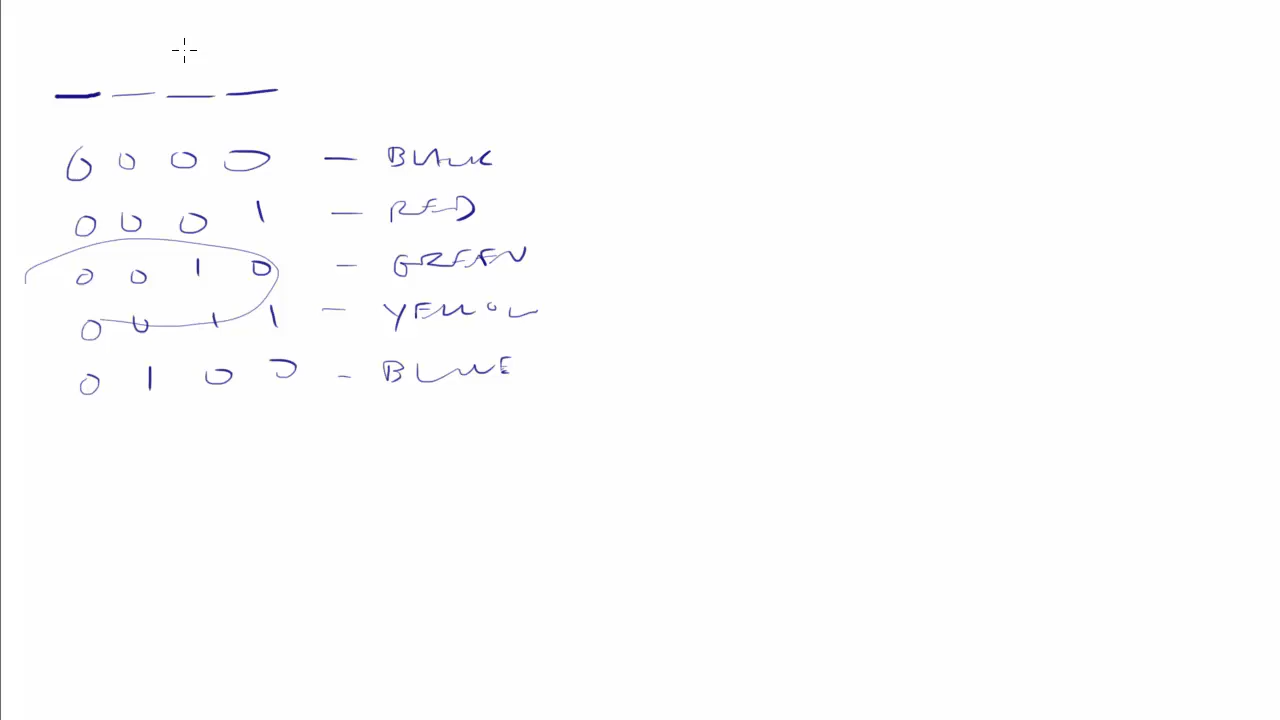 0 0 0 0 — BLACK
0 0 0 1 — RED
0 0 1 0 — GREEN
0 0 1 1 — YELLOW
0 1 0 0 - BLUE